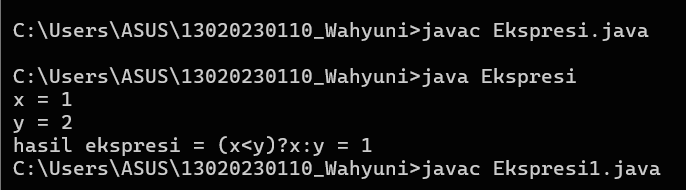 C:\Users\ASUS\13020230110_Wahyuni>javac Ekspresi.java
C:\Users\ASUS\13020230110_Wahyuni>java Ekspresi
x = 1
y = 2
hasil ekspresi = (x<y)?x:y = 1
C:\Users\ASUS\13020230110_Wahyuni>javac Ekspresi1.java